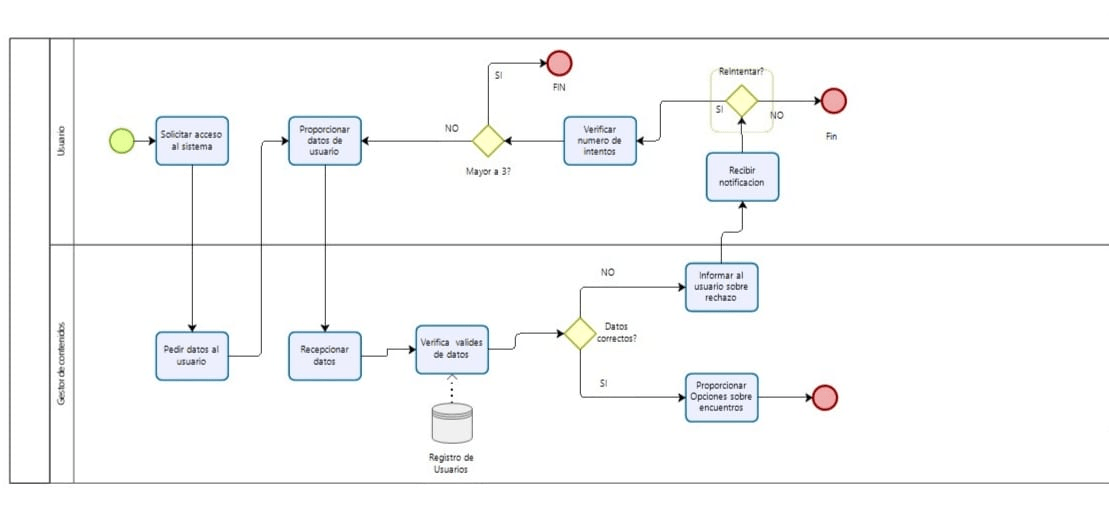 Usuario
Solicitar acceso
al sistema
Proporcionar
datos de
usuario
NO
Mayor a 3?
SI
FIN
Verificar
numero de
intentos
Reintentar?
SI
NO
Fin
Recibir
notificacion
Gestor de contenidos
Pedir datos al
usuario
Recepcionar
datos
Verifica valides
de datos
Registro de
Usuarios
Datos
correctos?
NO
SI
Informar al
usuario sobre
rechazo
Proporcionar
Opciones sobre
encuentros